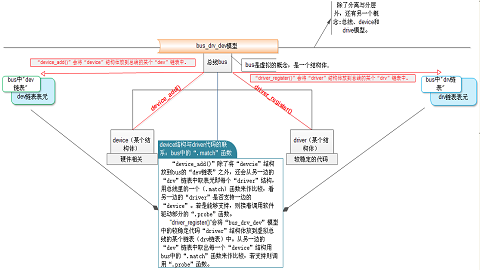 除了分离与分层
外，还有另一个概
念:总线、device和
drive模型。
bus_drv_dev模型
总线bus
bus是虚拟的概念，是一个结构体。
"device_add()"会将"device"结构体放到总线的某个"dev"链表中。
"driver_register()"会将"driver"结构体放到总线的某个"drv"链表中。
bus中"dev
链表"
dev链表表元
bus中"drv链
表"
drv链表表元
device_add()
driver_register()
device（某个结
构体）
硬件相关
driver（某个结
构体）
较稳定的代码
device结构与driver代码的联
系：bus中的".match"函数
"device_add()"除了将"devcie"结构
放到bus的"dev链表"之外，还会从另一边的
"drv"链表中取表元即每个"driver"结构，
用总线里的一个（.match）函数来作比较，看
另一边的"driver"是否支持一边的
"device"。若是能够支持，则接着调用软件
驱动部分的".probe"函数。
"driver_register()会将"bus_drv_dev"模型
中的较稳定代码"driver"结构体放到虚拟总
线的某个链表（drv链表）中。从另一边的
"dev"链表中取出每一个"device"结构用
bus中的".match"函数来作比较，若支持则调
用".probe"函数。